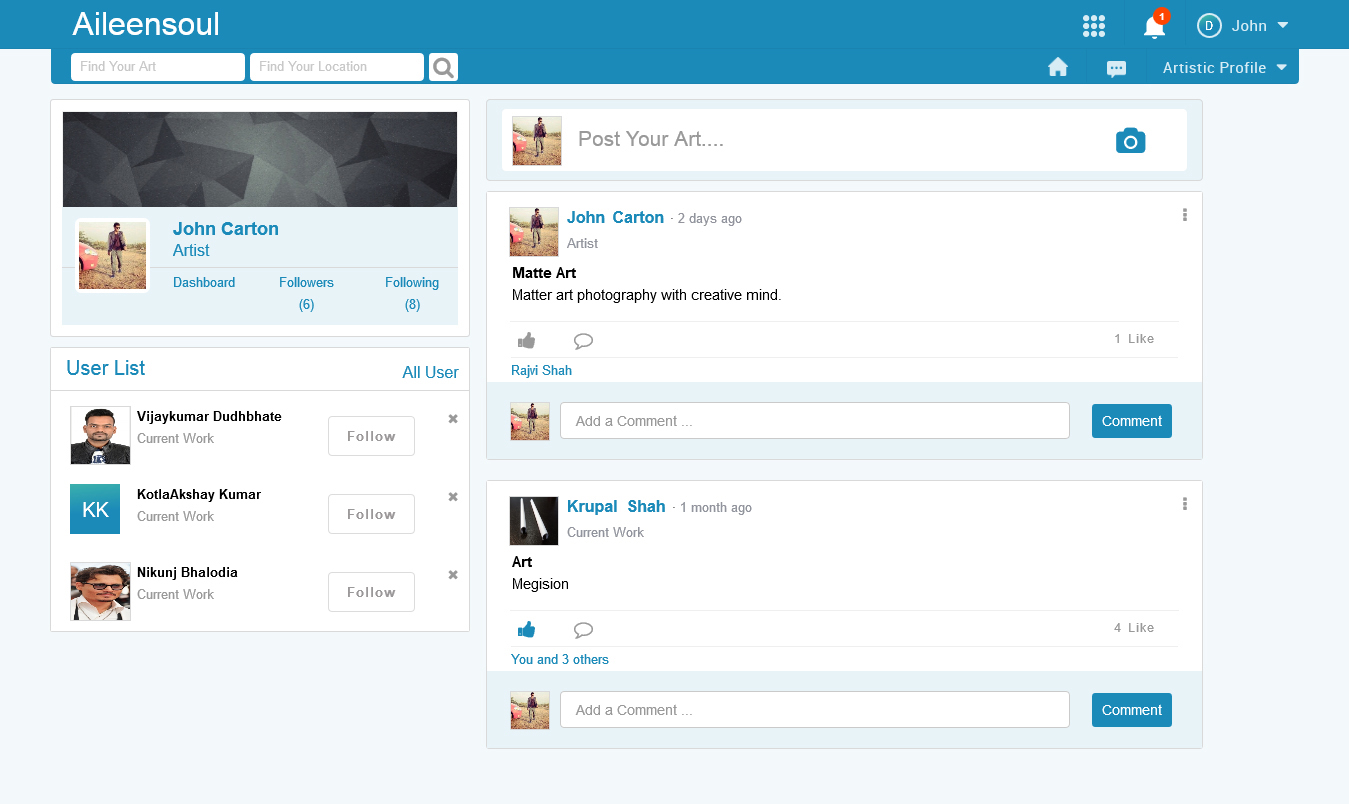 Aileensoul
1
D John
Find Your Art Find Your Location
Artistic Profile
John Carton
Artist
Dashboard Followers Following
(6) (8)
User List All User
Vijaykumar Dudhbhate
Current Work
Follow
KK
KotlaAkshay Kumar
Current Work
Follow
Nikunj Bhalodia
Current Work
Follow
Post Your Art....
John Carton · 2 days ago
Artist
Matte Art
Matter art photography with creative mind.
1 Like
Rajvi Shah
Add a Comment ... Comment
Krupal Shah · 1 month ago
Current Work
Art
Megision
4 Like
You and 3 others
Add a Comment ... Comment